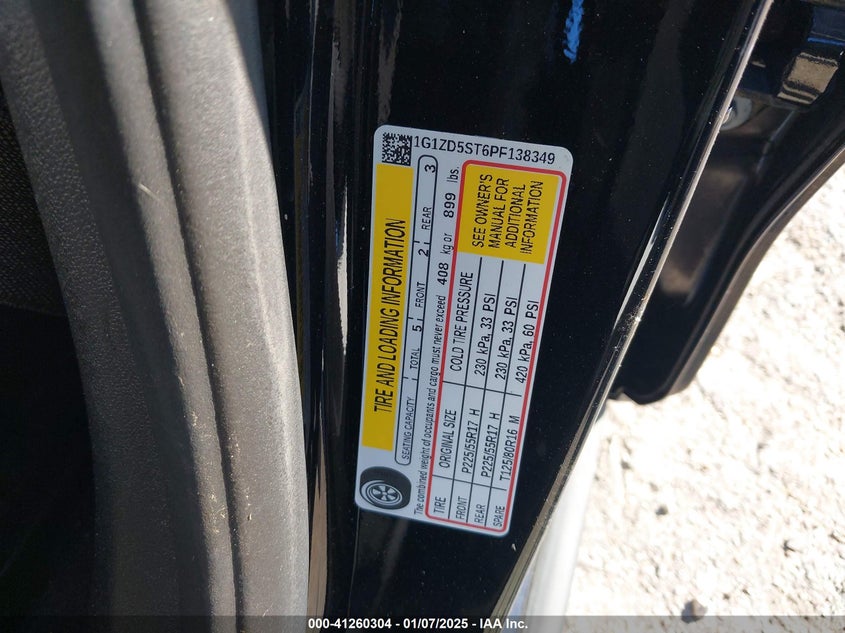 1G1ZD5ST6PF138349
TIRE AND LOADING INFORMATION
SEATING CAPACITY TOTAL 5 FRONT 2 REAR 3
The combined weight of occupants and cargo must never exceed 408 kg or 899 lbs.
TIRE ORIGINAL SIZE COLD TIRE PRESSURE
FRONT P225/55R17 H 230 kPa, 33 PSI
REAR P225/55R17 H 230 kPa, 33 PSI
SPARE T125/80R16 M 420 kPa, 60 PSI
SEE OWNER'S
MANUAL FOR
ADDITIONAL
INFORMATION
000-41260304 - 01/07/2025 - IAA Inc.